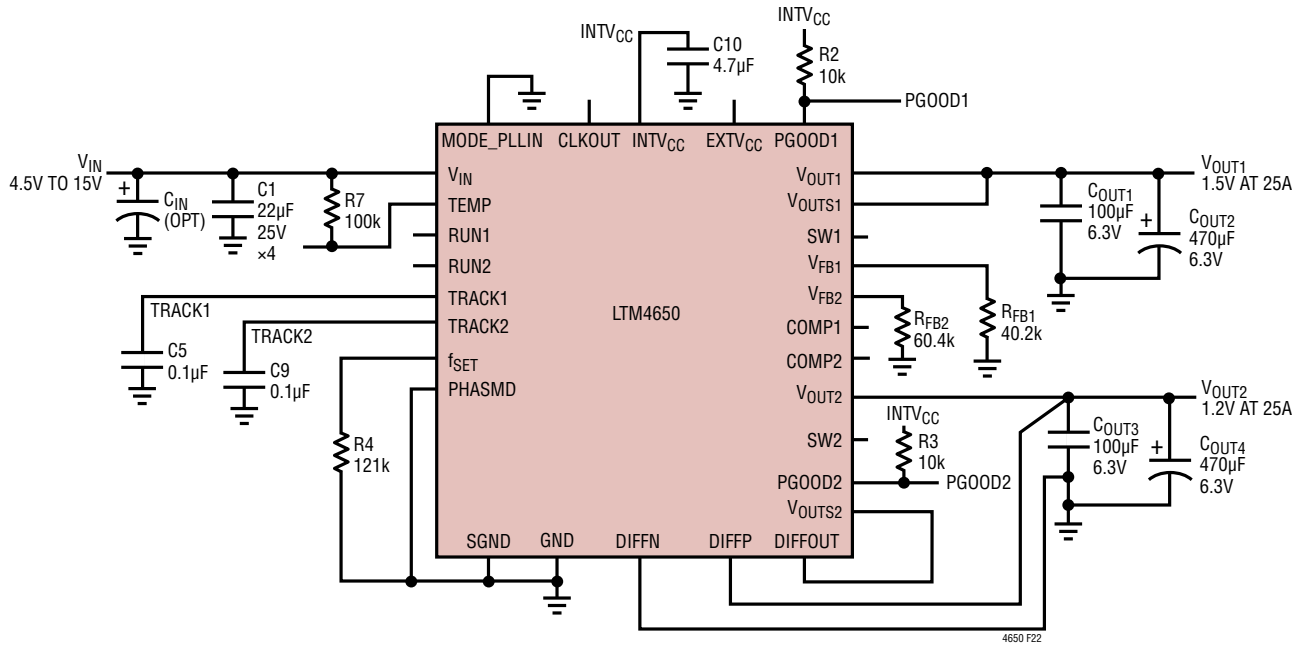 INTVCC
C10
4.7µF
INTVCC
R2
10k
PGOOD1
MODE_PLLIN
CLKOUT
INTVCC
EXTVCC
PGOOD1
VIN
4.5V TO 15V
+
CIN
(OPT)
C1
22µF
25V
×4
R7
100k
VIN
TEMP
RUN1
RUN2
TRACK1
TRACK2
fSET
PHASMD
TRACK1
C5
0.1µF
TRACK2
C9
0.1µF
R4
121k
LTM4650
SGND
GND
DIFFN
DIFFP
DIFFOUT
VOUT1
VOUTS1
SW1
VFB1
VFB2
COMP1
COMP2
VOUT2
SW2
PGOOD2
VOUTS2
VOUT1
1.5V AT 25A
COUT1
100µF
6.3V
+
COUT2
470µF
6.3V
RFB2
60.4k
RFB1
40.2k
VOUT2
1.2V AT 25A
INTVCC
R3
10k
PGOOD2
COUT3
100µF
6.3V
+
COUT4
470µF
6.3V
4650 F22